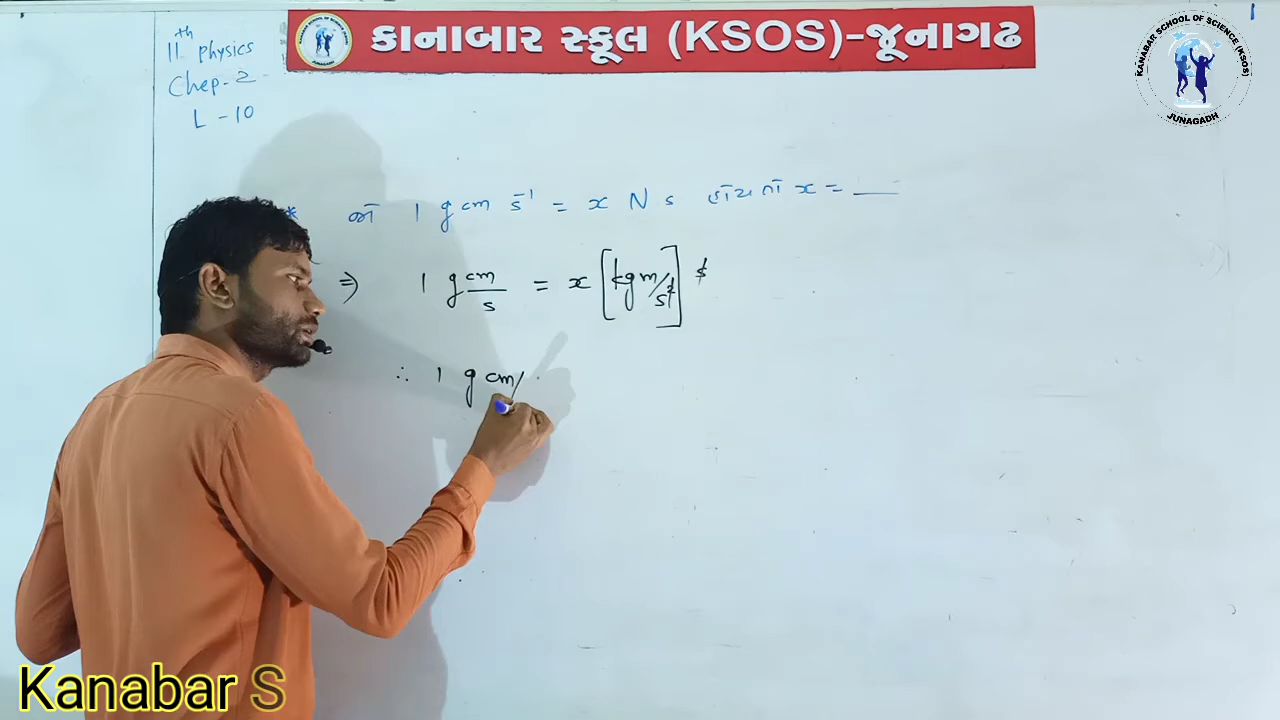 કાનાબાર સ્કૂલ (KSOS)-જૂનાગઢ
KANABAR SCHOOL OF SCIENCE (KSOS)
JUNAGADH
11th physics
Chep-2
L-10
* જો 1 g cm s⁻¹ = x N s હોય તો x = ___
⇒ 1 g cm/s = x [kg m/s²] s
∴ 1 g cm/
Kanabar S